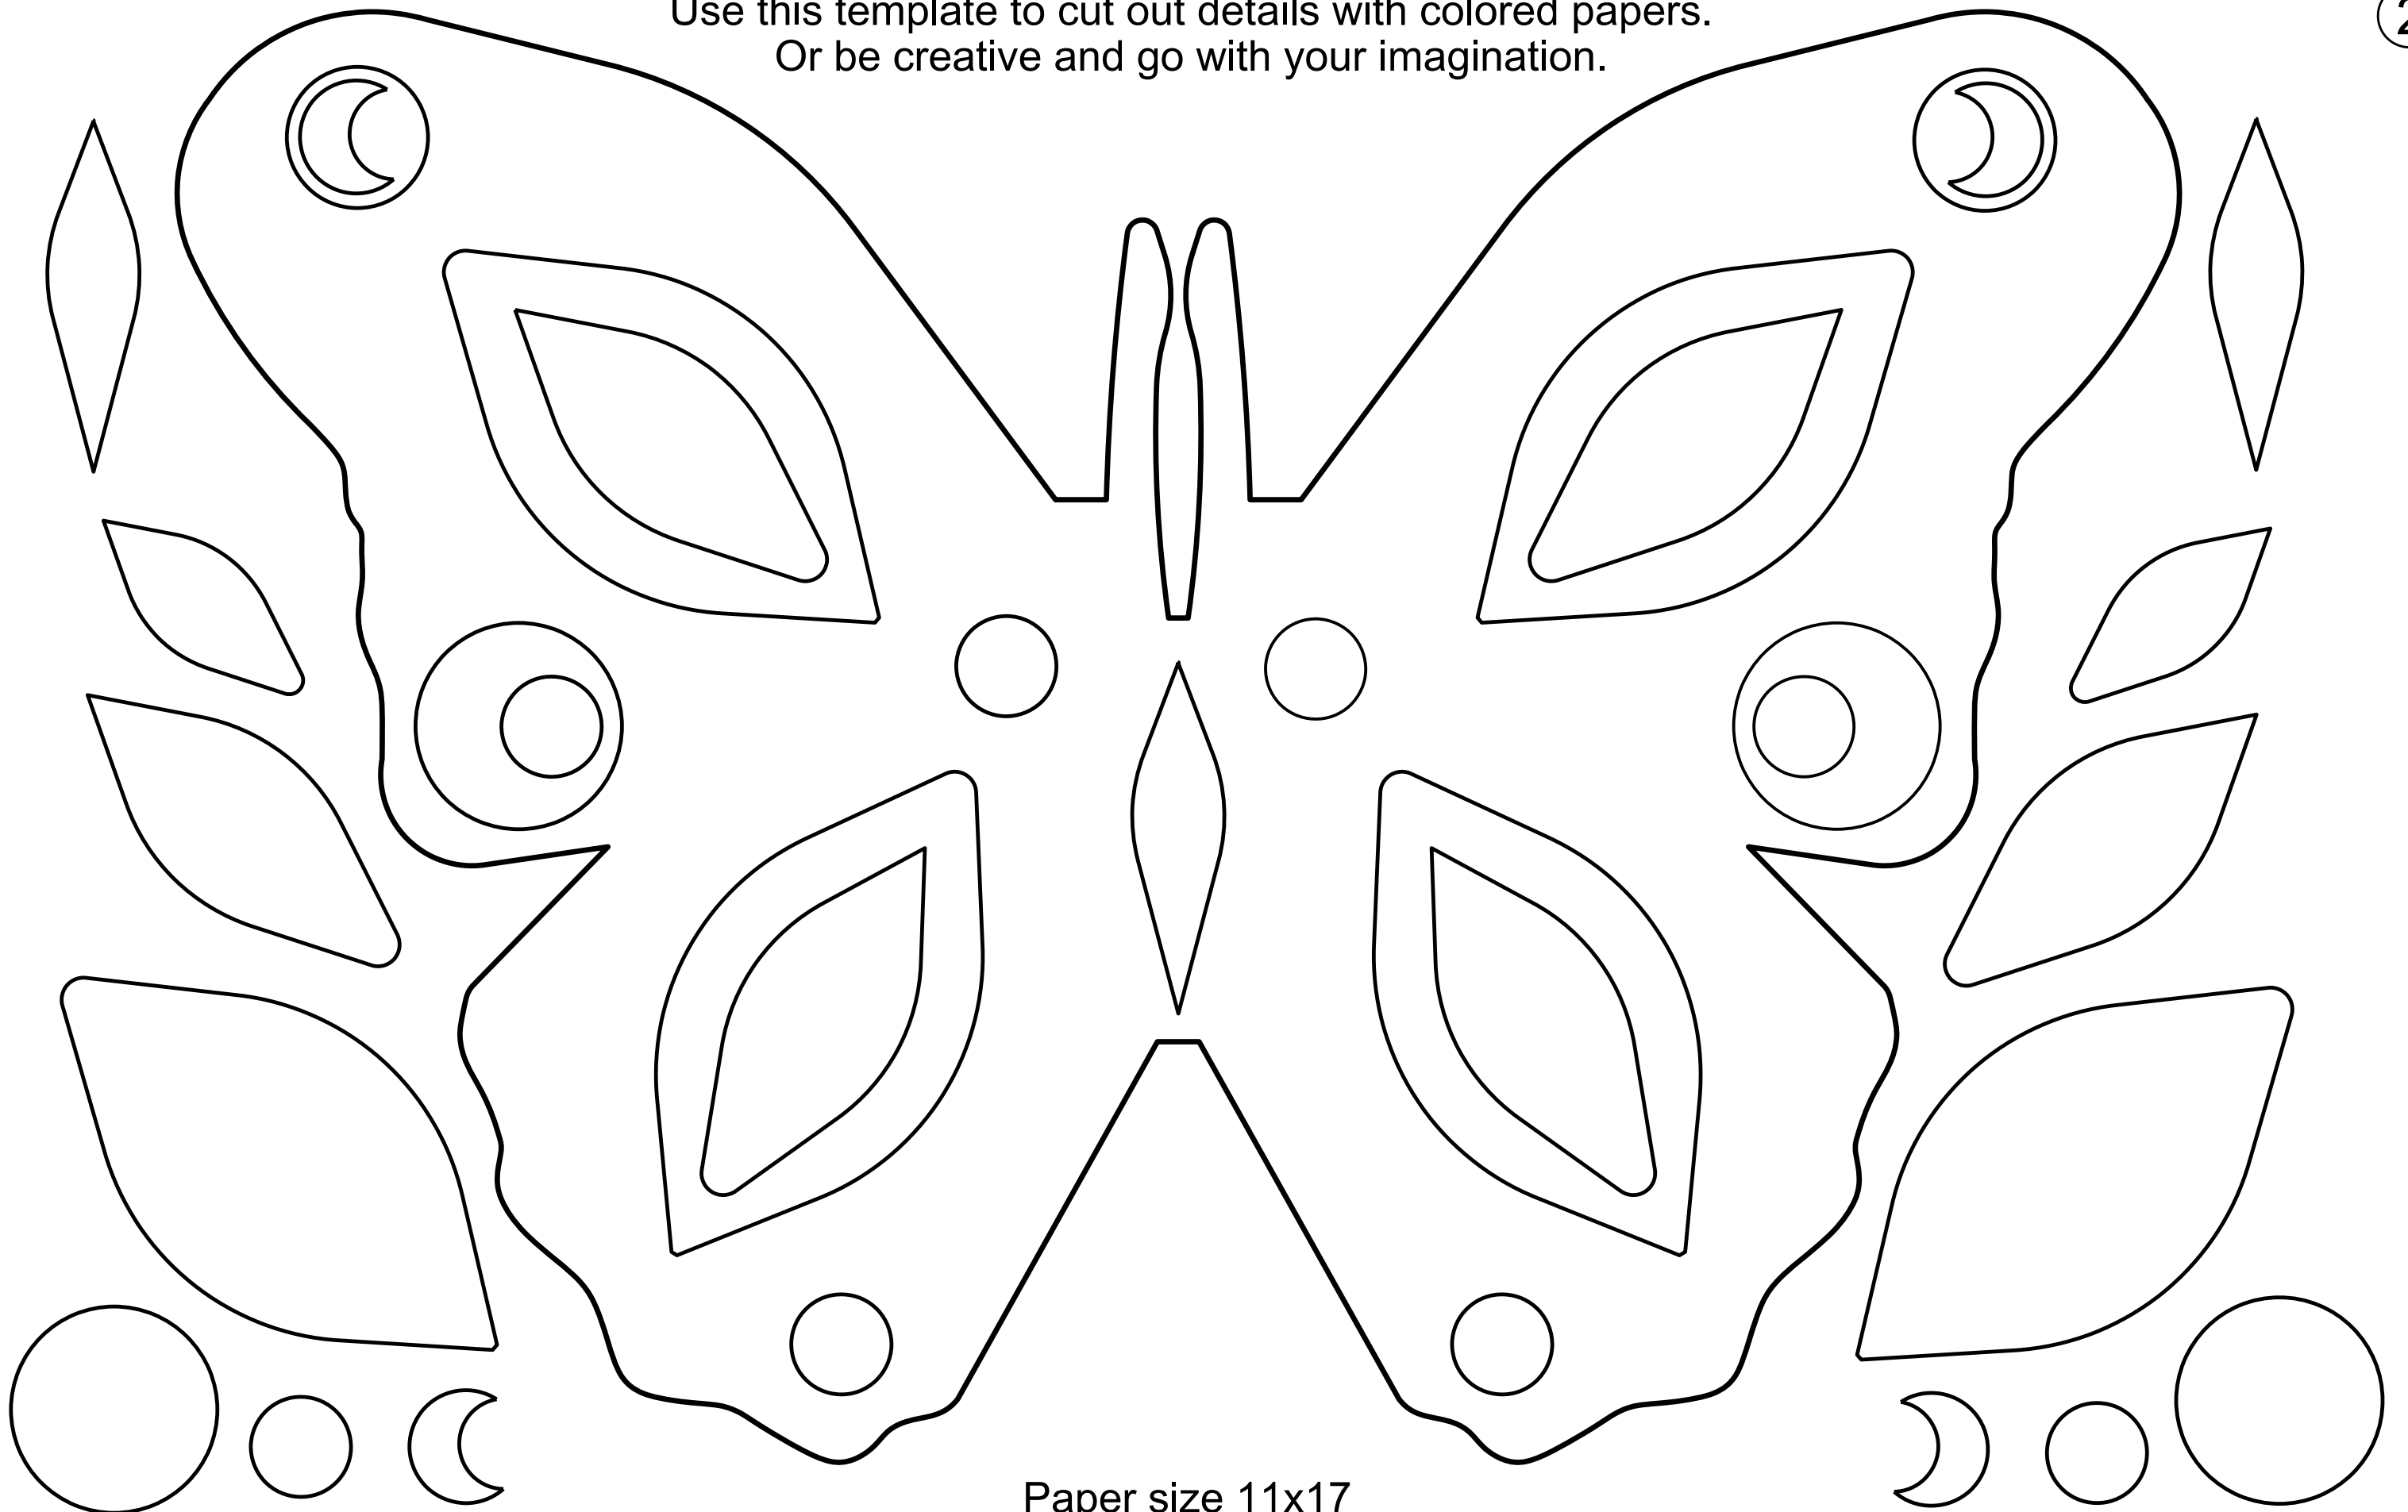 Use this template to cut out details with colored papers.
Or be creative and go with your imagination.
2
Paper size 11x17